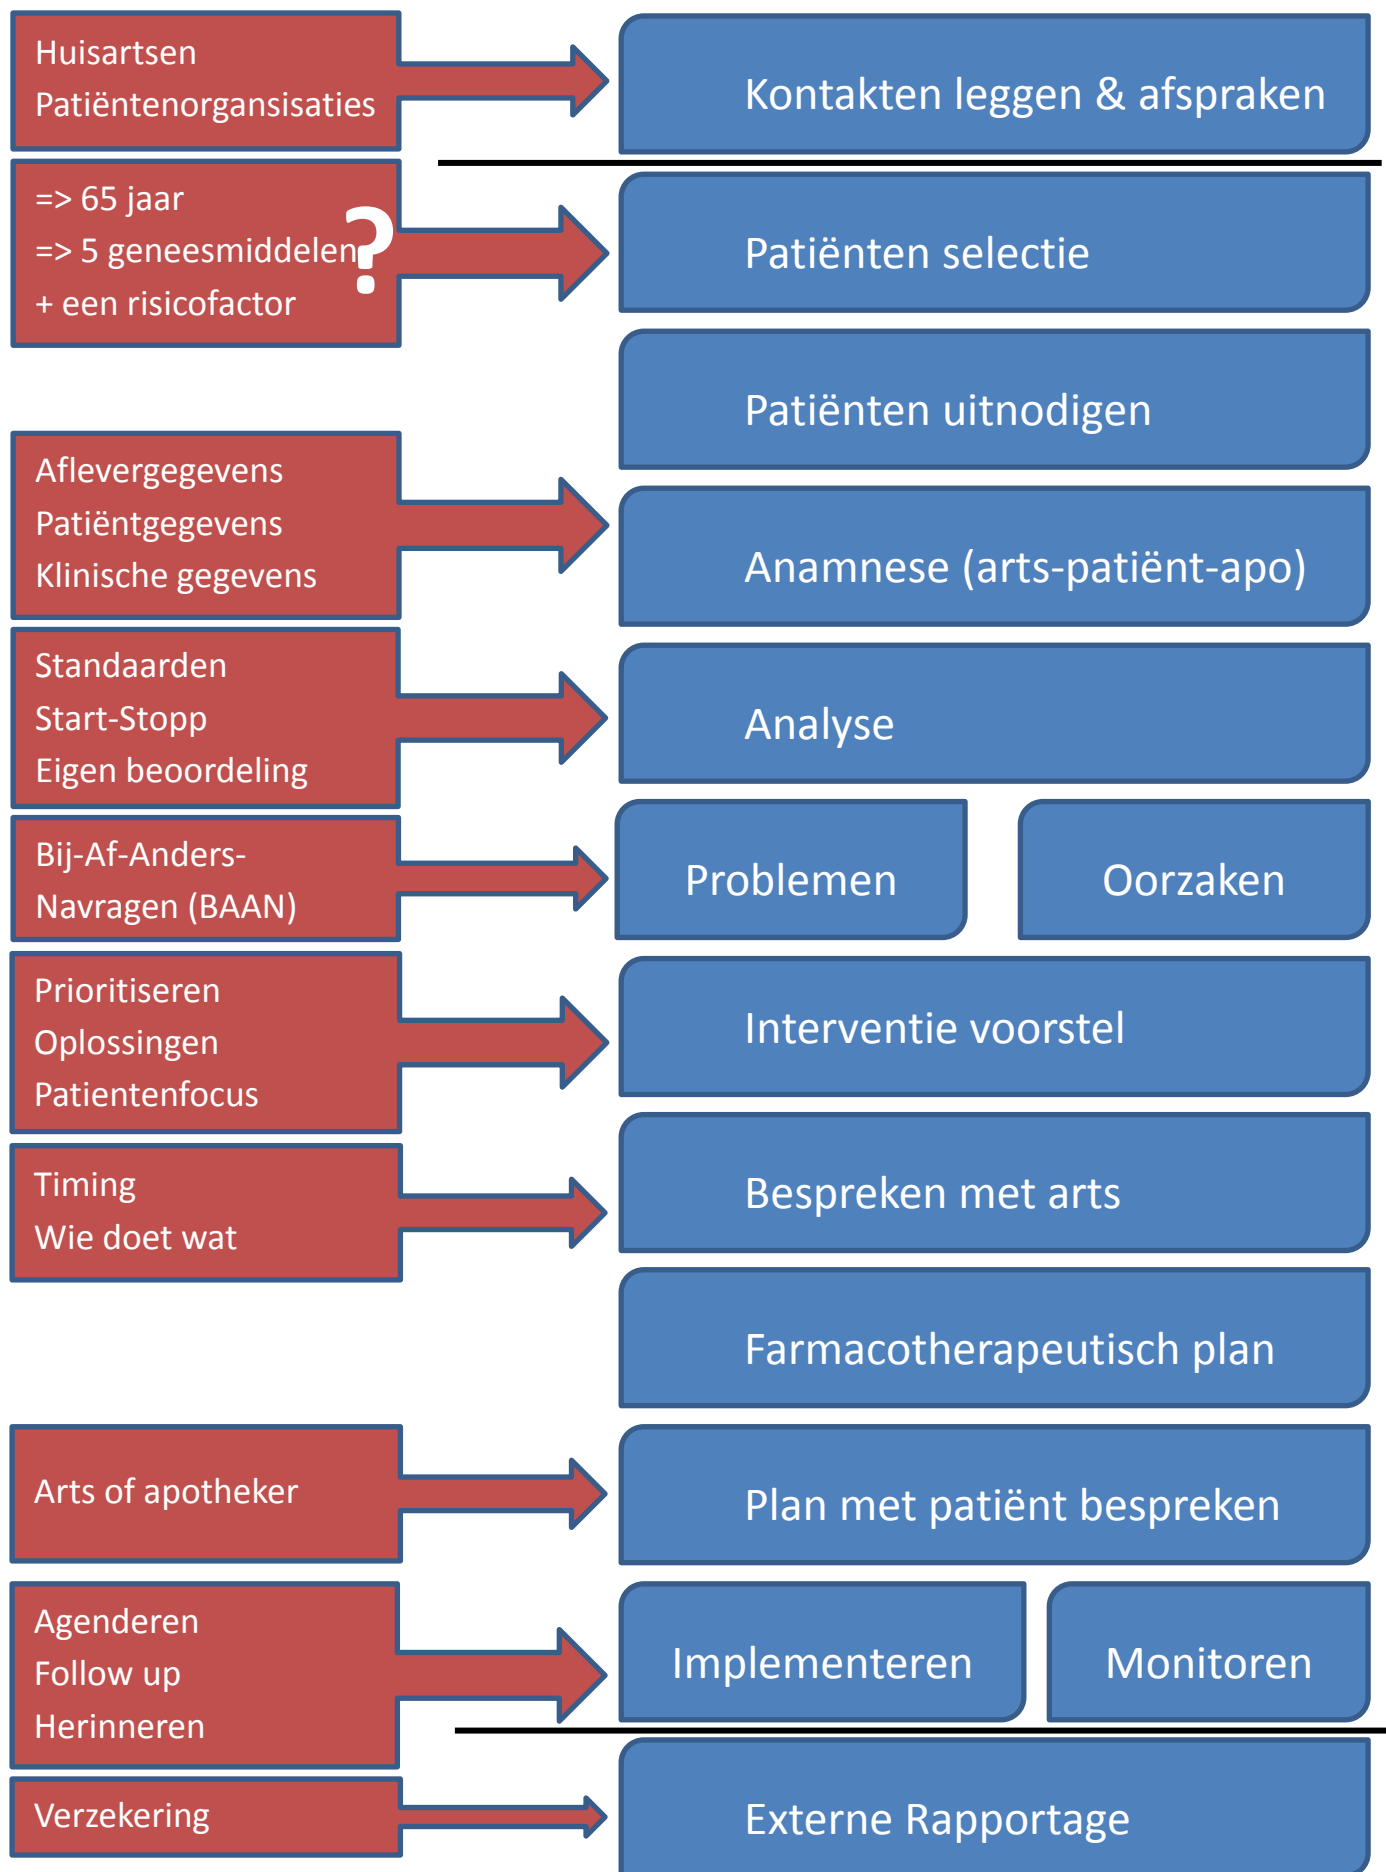 Huisartsen
Patiëntenorgansisaties
Kontakten leggen & afspraken
=> 65 jaar
=> 5 geneesmiddelen
+ een risicofactor
?
Patiënten selectie
Patiënten uitnodigen
Aflevergegevens
Patiëntgegevens
Klinische gegevens
Anamnese (arts-patiënt-apo)
Standaarden
Start-Stopp
Eigen beoordeling
Analyse
Bij-Af-Anders-
Navragen (BAAN)
Problemen
Oorzaken
Prioritiseren
Oplossingen
Patientenfocus
Interventie voorstel
Timing
Wie doet wat
Bespreken met arts
Farmacotherapeutisch plan
Arts of apotheker
Plan met patiënt bespreken
Agenderen
Follow up
Herinneren
Implementeren
Monitoren
Verzekering
Externe Rapportage